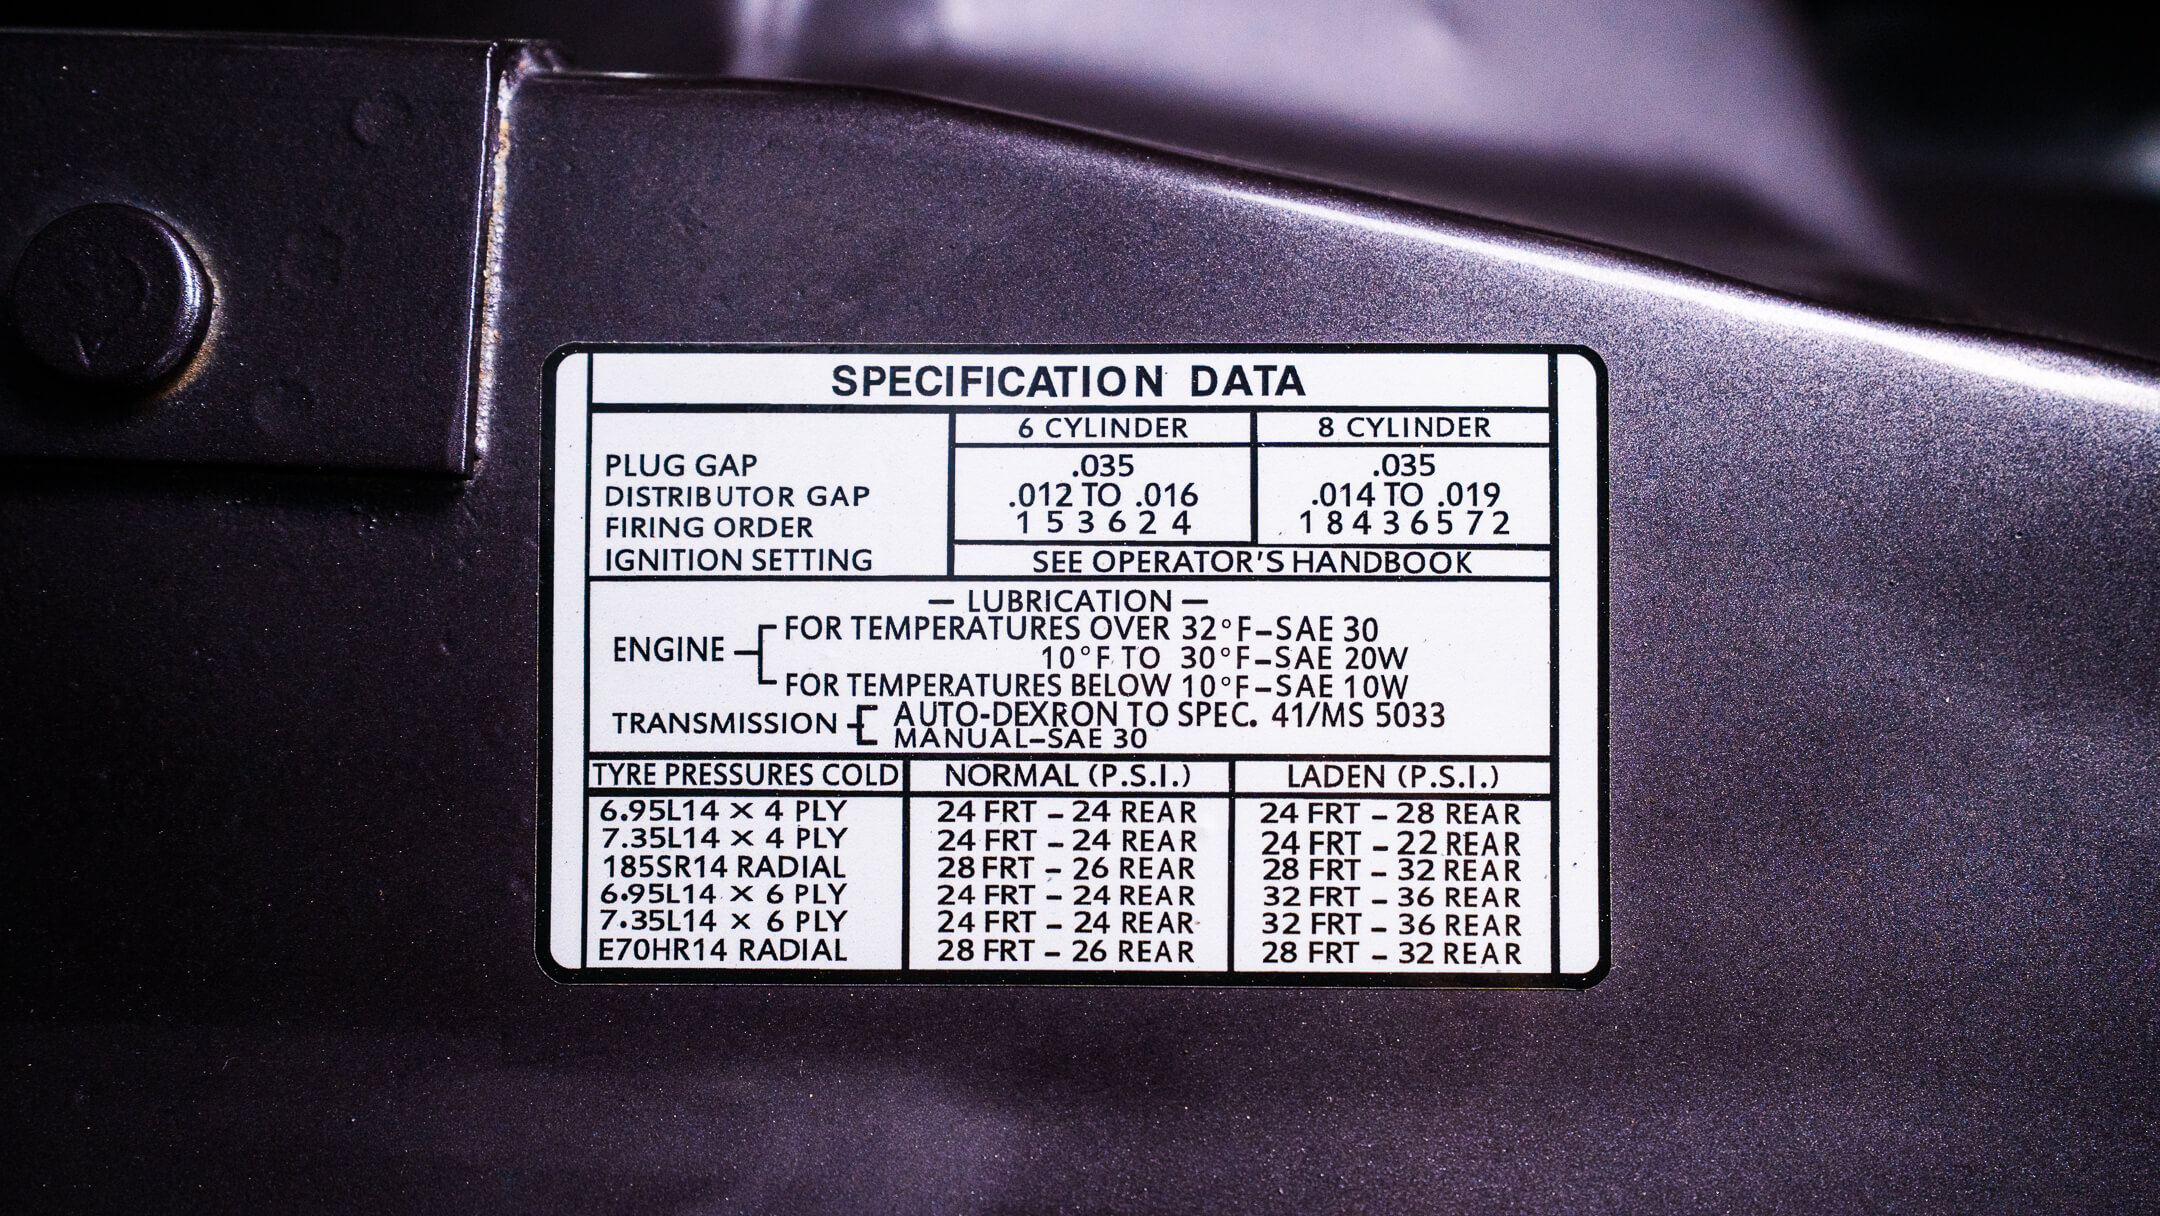 SPECIFICATION DATA
6 CYLINDER 8 CYLINDER
PLUG GAP .035 .035
DISTRIBUTOR GAP .012 TO .016 .014 TO .019
FIRING ORDER 1 5 3 6 2 4 1 8 4 3 6 5 7 2
IGNITION SETTING SEE OPERATOR'S HANDBOOK
— LUBRICATION —
FOR TEMPERATURES OVER 32°F–SAE 30
ENGINE 10°F TO 30°F–SAE 20W
FOR TEMPERATURES BELOW 10°F–SAE 10W
TRANSMISSION AUTO-DEXRON TO SPEC. 41/MS 5033
MANUAL–SAE 30
TYRE PRESSURES COLD NORMAL (P.S.I.) LADEN (P.S.I.)
6.95L14 × 4 PLY 24 FRT – 24 REAR 24 FRT – 28 REAR
7.35L14 × 4 PLY 24 FRT – 24 REAR 24 FRT – 22 REAR
185SR14 RADIAL 28 FRT – 26 REAR 28 FRT – 32 REAR
6.95L14 × 6 PLY 24 FRT – 24 REAR 32 FRT – 36 REAR
7.35L14 × 6 PLY 24 FRT – 24 REAR 32 FRT – 36 REAR
E70HR14 RADIAL 28 FRT – 26 REAR 28 FRT – 32 REAR